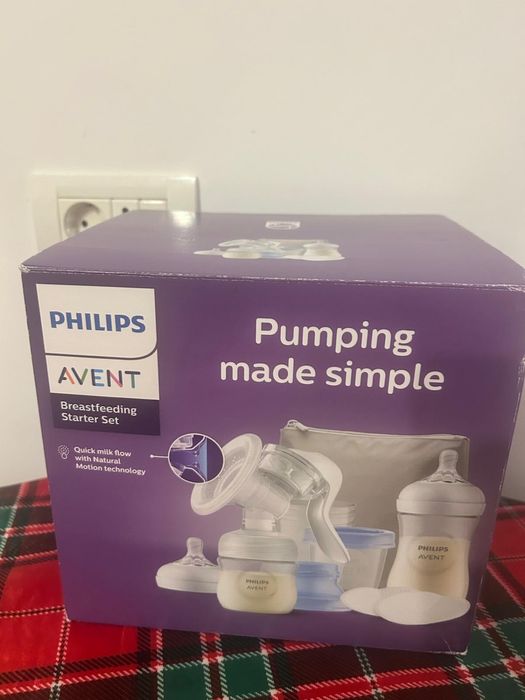 PHILIPS
AVENT
Breastfeeding
Starter Set
Quick milk flow
with Natural
Motion technology
Pumping
made simple
PHILIPS
AVENT
PHILIPS
AVENT